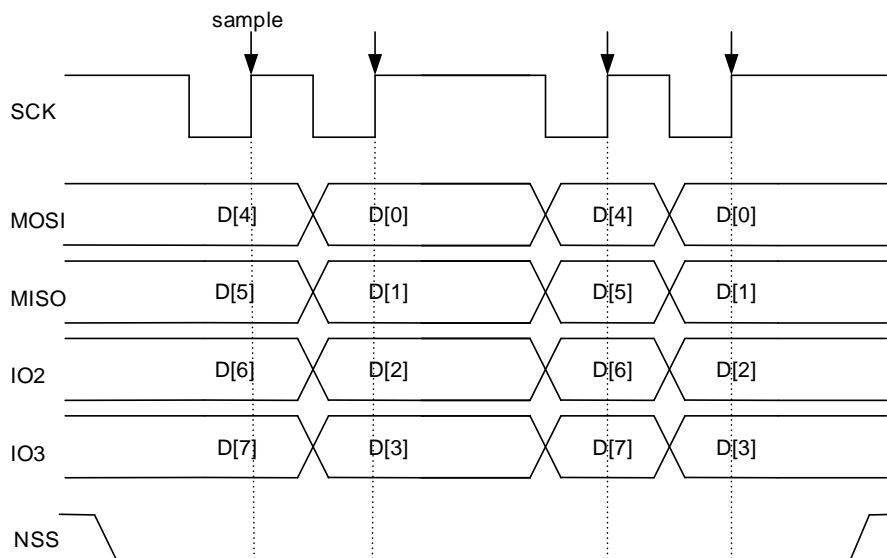 sample
SCK
MOSI D[4] D[0] D[4] D[0]
MISO D[5] D[1] D[5] D[1]
IO2 D[6] D[2] D[6] D[2]
IO3 D[7] D[3] D[7] D[3]
NSS